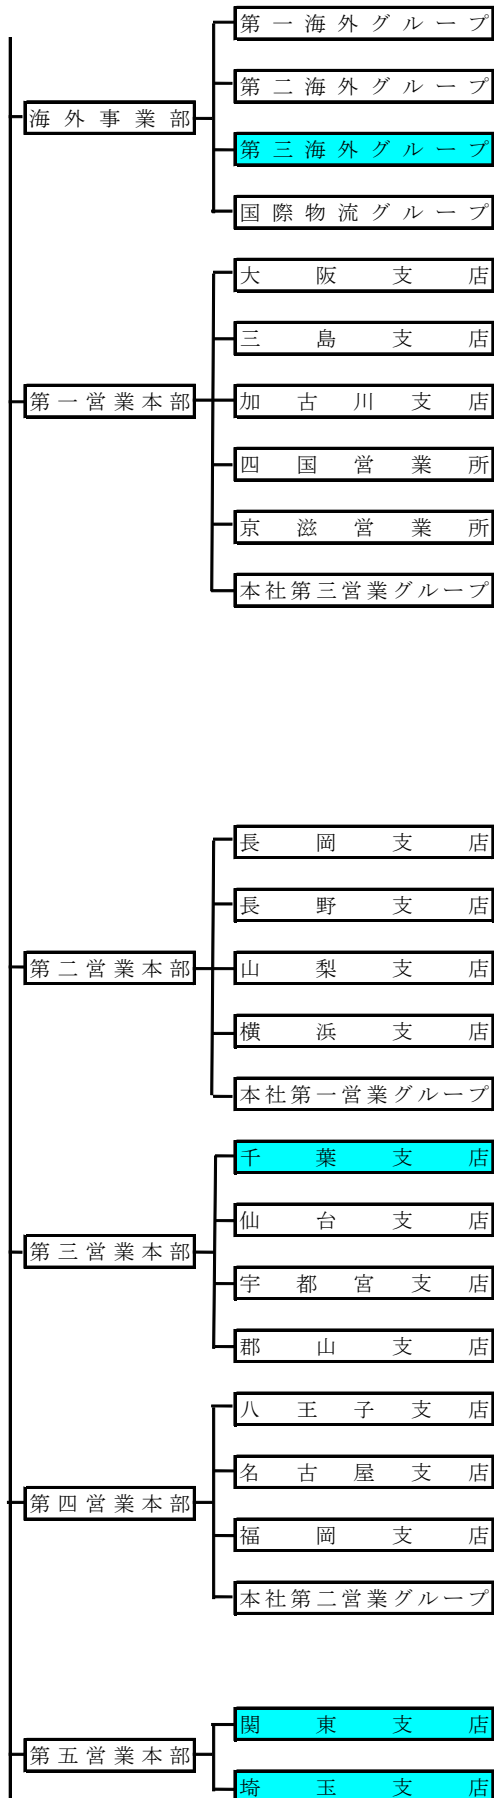 海外事業部
第一海外グループ
第二海外グループ
第三海外グループ
国際物流グループ
第一営業本部
大阪支店
三島支店
加古川支店
四国営業所
京滋営業所
本社第三営業グループ
第二営業本部
長岡支店
長野支店
山梨支店
横浜支店
本社第一営業グループ
第三営業本部
千葉支店
仙台支店
宇都宮支店
郡山支店
第四営業本部
八王子支店
名古屋支店
福岡支店
本社第二営業グループ
第五営業本部
関東支店
埼玉支店